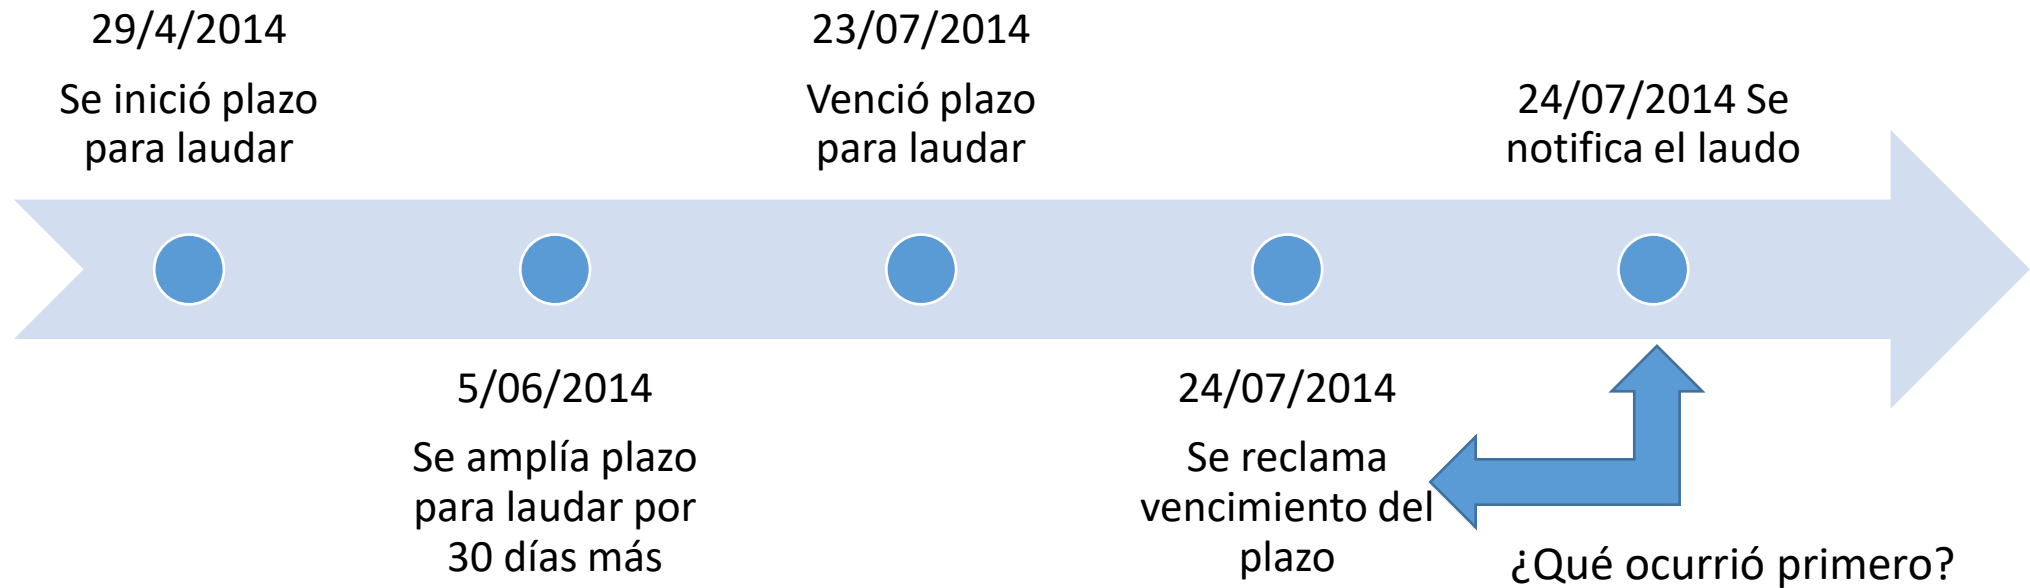 29/4/2014
Se inició plazo
para laudar
5/06/2014
Se amplía plazo
para laudar por
30 días más
23/07/2014
Venció plazo
para laudar
24/07/2014
Se reclama
vencimiento del
plazo
24/07/2014 Se
notifica el laudo
¿Qué ocurrió primero?